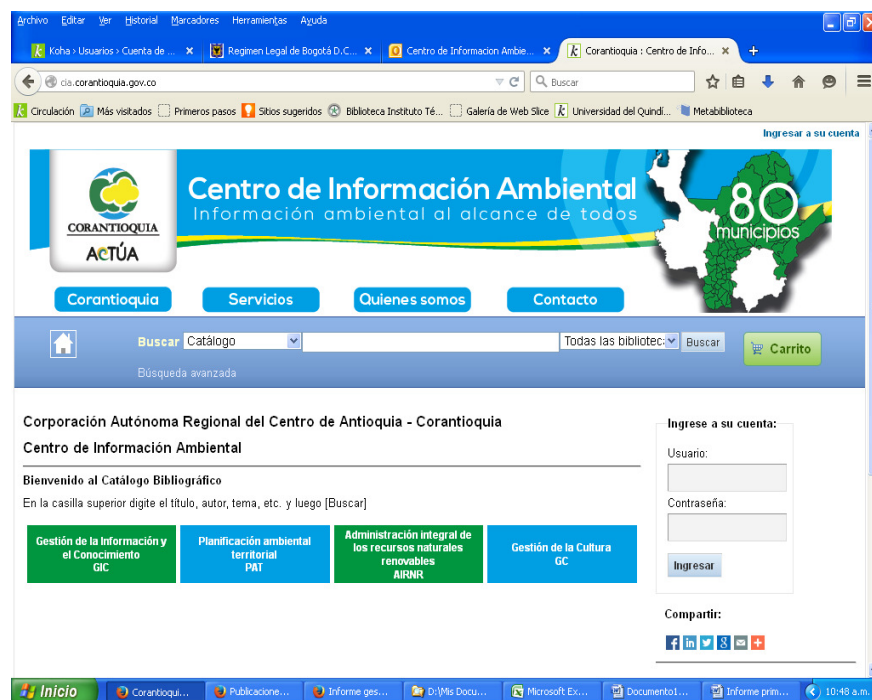 Archivo Editar Ver Historial Marcadores Herramientas Ayuda
Koha › Usuarios › Cuenta de ...
Regimen Legal de Bogotá D.C...
Centro de Informacion Ambie...
Corantioquia : Centro de Info...
cia.corantioquia.gov.co
Buscar
Circulación Más visitados Primeros pasos Sitios sugeridos Biblioteca Instituto Té... Galería de Web Slice Universidad del Quindí... Metabiblioteca
Ingresar a su cuenta
CORANTIOQUIA
ACTÚA
Centro de Información Ambiental
Información ambiental al alcance de todos
80
municipios
Corantioquia Servicios Quienes somos Contacto
Buscar Catálogo Todas las bibliotec Buscar Carrito
Búsqueda avanzada
Corporación Autónoma Regional del Centro de Antioquia - Corantioquia
Centro de Información Ambiental
Bienvenido al Catálogo Bibliográfico
En la casilla superior digite el título, autor, tema, etc. y luego [Buscar]
Gestión de la Información y
el Conocimiento
GIC
Planificación ambiental
territorial
PAT
Administración integral de
los recursos naturales
renovables
AIRNR
Gestión de la Cultura
GC
Ingrese a su cuenta:
Usuario:
Contraseña:
Ingresar
Compartir:
Inicio Corantioqui... Publicacione... Informe ges... D:\Mis Docu... Microsoft Ex... Documento1... Informe prim... 10:48 a.m.